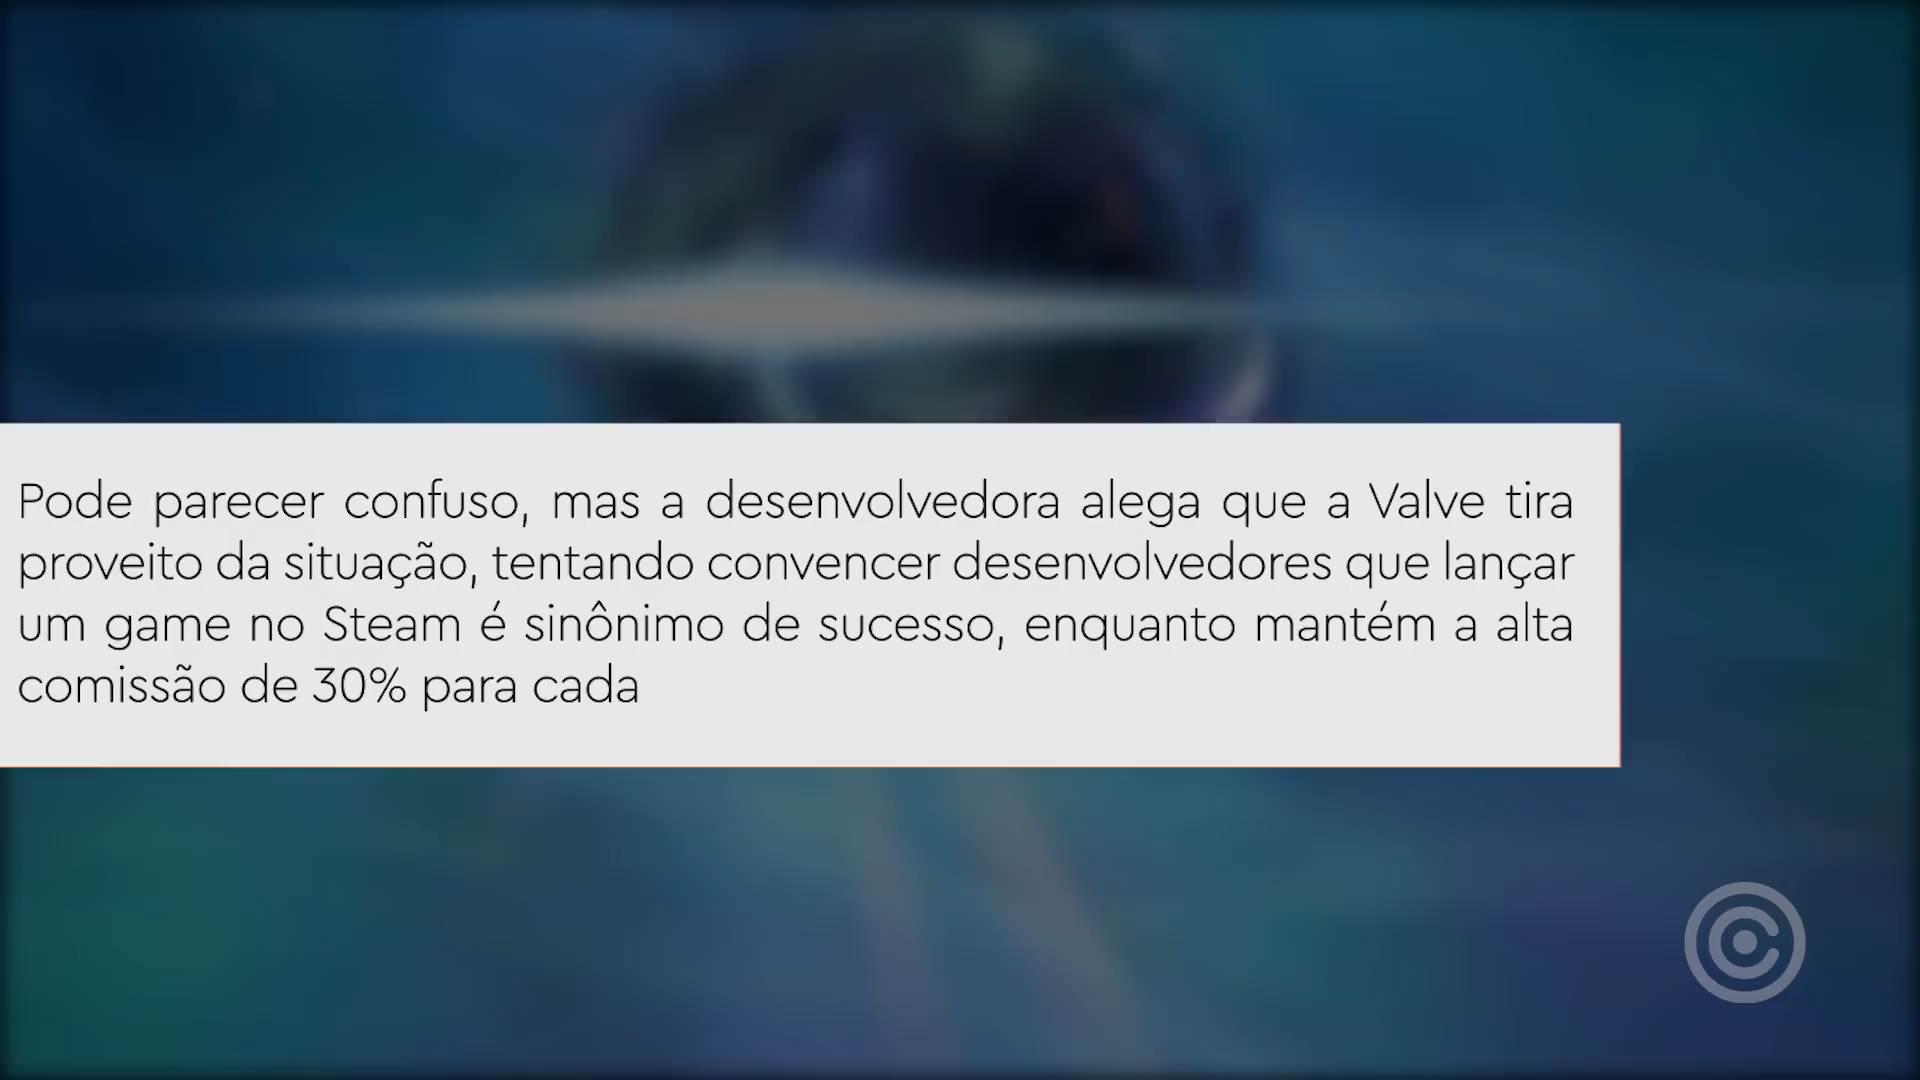 Pode parecer confuso, mas a desenvolvedora alega que a Valve tira
proveito da situação, tentando convencer desenvolvedores que lançar
um game no Steam é sinônimo de sucesso, enquanto mantém a alta
comissão de 30% para cada